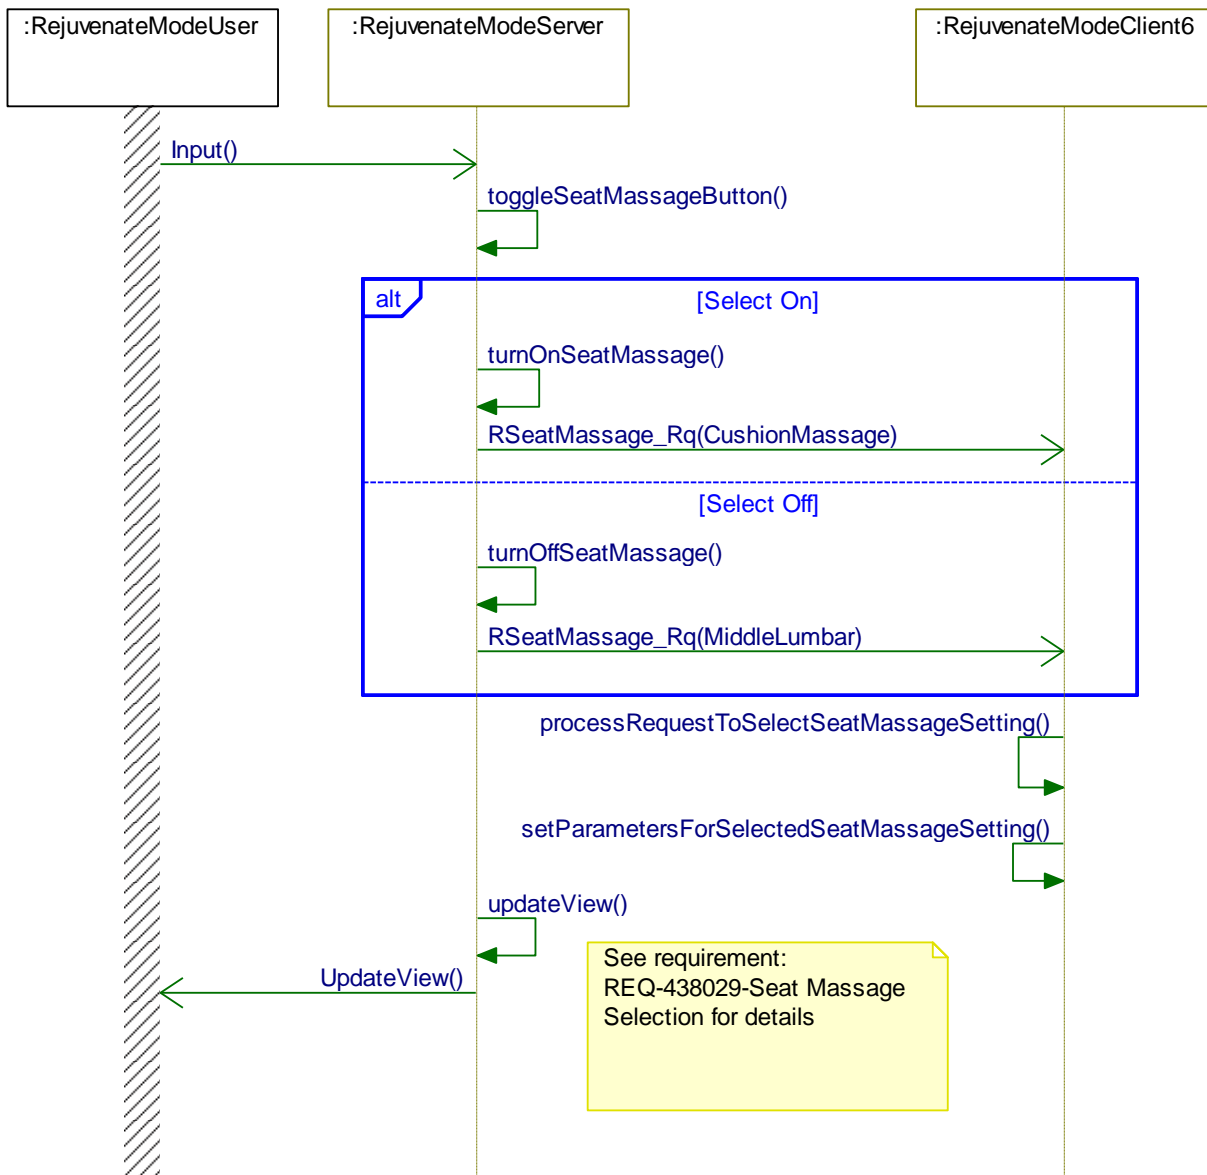 :RejuvenateModeUser
:RejuvenateModeServer
:RejuvenateModeClient6
Input()
toggleSeatMassageButton()
alt
[Select On]
turnOnSeatMassage()
RSeatMassage_Rq(CushionMassage)
[Select Off]
turnOffSeatMassage()
RSeatMassage_Rq(MiddleLumbar)
processRequestToSelectSeatMassageSetting()
setParametersForSelectedSeatMassageSetting()
updateView()
UpdateView()
See requirement:
REQ-438029-Seat Massage
Selection for details